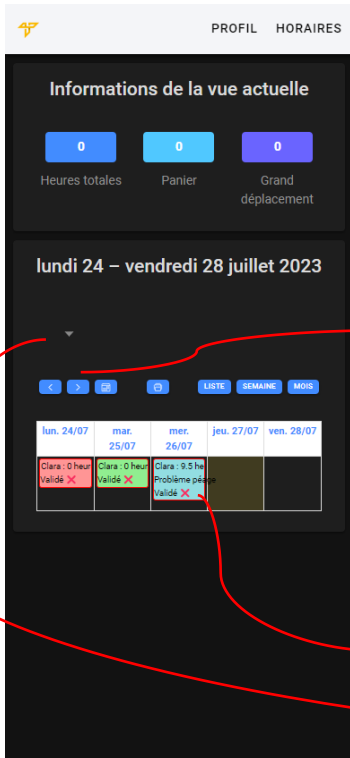 PROFIL HORAIRES
Informations de la vue actuelle
0 0 0
Heures totales Panier Grand
déplacement
lundi 24 – vendredi 28 juillet 2023
LISTE SEMAINE MOIS
lun. 24/07 mar. mer. jeu. 27/07 ven. 28/07
25/07 26/07
Clara : 0 heur Clara : 0 heur Clara : 9.5 he
Validé ❌ Validé ❌ Problème péage
Validé ❌